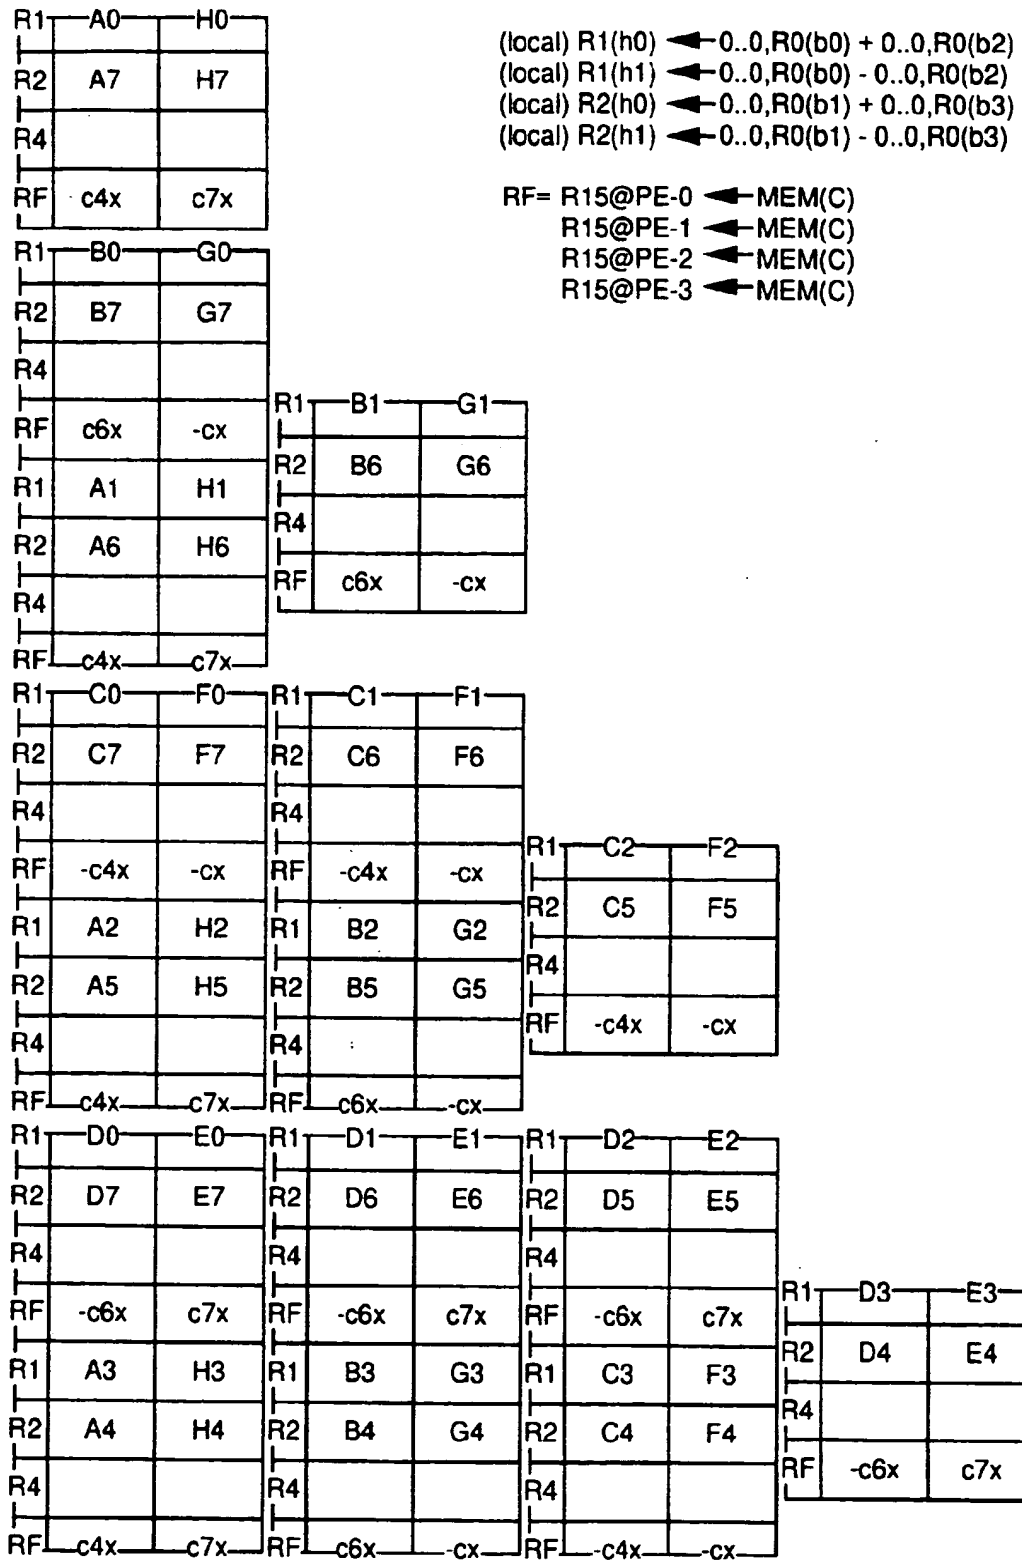 R1 A0 H0
R2 A7 H7
R4
RF c4x c7x
(local) R1(h0) ◄ 0..0,R0(b0) + 0..0,R0(b2)
(local) R1(h1) ◄ 0..0,R0(b0) - 0..0,R0(b2)
(local) R2(h0) ◄ 0..0,R0(b1) + 0..0,R0(b3)
(local) R2(h1) ◄ 0..0,R0(b1) - 0..0,R0(b3)
RF= R15@PE-0 ◄ MEM(C)
R15@PE-1 ◄ MEM(C)
R15@PE-2 ◄ MEM(C)
R15@PE-3 ◄ MEM(C)
R1 B0 G0
R2 B7 G7
R4
RF c6x -cx
R1 A1 H1
R2 A6 H6
R4
RF c4x c7x
R1 B1 G1
R2 B6 G6
R4
RF c6x -cx
R1 C0 F0
R2 C7 F7
R4
RF -c4x -cx
R1 A2 H2
R2 A5 H5
R4
RF c4x c7x
R1 C1 F1
R2 C6 F6
R4
RF -c4x -cx
R1 B2 G2
R2 B5 G5
R4
RF c6x -cx
R1 C2 F2
R2 C5 F5
R4
RF -c4x -cx
R1 D0 E0
R2 D7 E7
R4
RF -c6x c7x
R1 A3 H3
R2 A4 H4
R4
RF c4x c7x
R1 D1 E1
R2 D6 E6
R4
RF -c6x c7x
R1 B3 G3
R2 B4 G4
R4
RF c6x -cx
R1 D2 E2
R2 D5 E5
R4
RF -c6x c7x
R1 C3 F3
R2 C4 F4
R4
RF -c4x -cx
R1 D3 E3
R2 D4 E4
R4
RF -c6x c7x